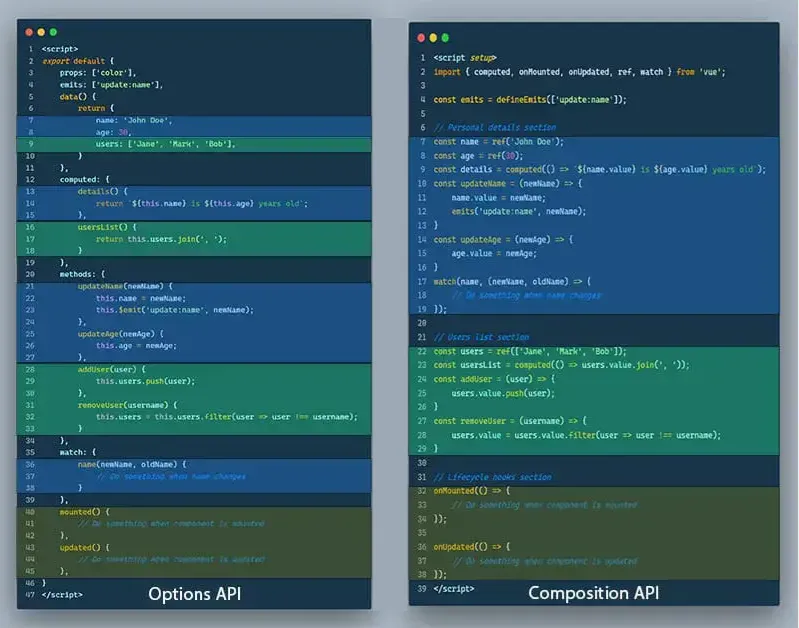 1 <script>
2 export default {
3 props: ['color'],
4 emits: ['update:name'],
5 data() {
6 return {
7 name: 'John Doe',
8 age: 30,
9 users: ['Jane', 'Mark', 'Bob'],
10 }
11 },
12 computed: {
13 details() {
14 return `${this.name} is ${this.age} years old`;
15 },
16 usersList() {
17 return this.users.join(', ');
18 }
19 },
20 methods: {
21 updateName(newName) {
22 this.name = newName;
23 this.$emit('update:name', newName);
24 },
25 updateAge(newAge) {
26 this.age = newAge;
27 },
28 addUser(user) {
29 this.users.push(user);
30 },
31 removeUser(username) {
32 this.users = this.users.filter(user => user !== username);
33 }
34 },
35 watch: {
36 name(newName, oldName) {
37 // Do something when name changes
38 }
39 },
40 mounted() {
41 // Do something when component is mounted
42 },
43 updated() {
44 // Do something when component is updated
45 },
46 }
47 </script>
Options API
1 <script setup>
2 import { computed, onMounted, onUpdated, ref, watch } from 'vue';
3
4 const emits = defineEmits(['update:name']);
5
6 // Personal details section
7 const name = ref('John Doe');
8 const age = ref(30);
9 const details = computed(() => `${name.value} is ${age.value} years old`);
10 const updateName = (newName) => {
11 name.value = newName;
12 emits('update:name', newName);
13 }
14 const updateAge = (newAge) => {
15 age.value = newAge;
16 }
17 watch(name, (newName, oldName) => {
18 // Do something when name changes
19 });
20
21 // Users list section
22 const users = ref(['Jane', 'Mark', 'Bob']);
23 const usersList = computed(() => users.value.join(', '));
24 const addUser = (user) => {
25 users.value.push(user);
26 }
27 const removeUser = (username) => {
28 users.value = users.value.filter(user => user !== username);
29 }
30
31 // Lifecycle hooks section
32 onMounted(() => {
33 // Do something when component is mounted
34 });
35
36 onUpdated(() => {
37 // Do something when component is updated
38 });
39 </script>
Composition API